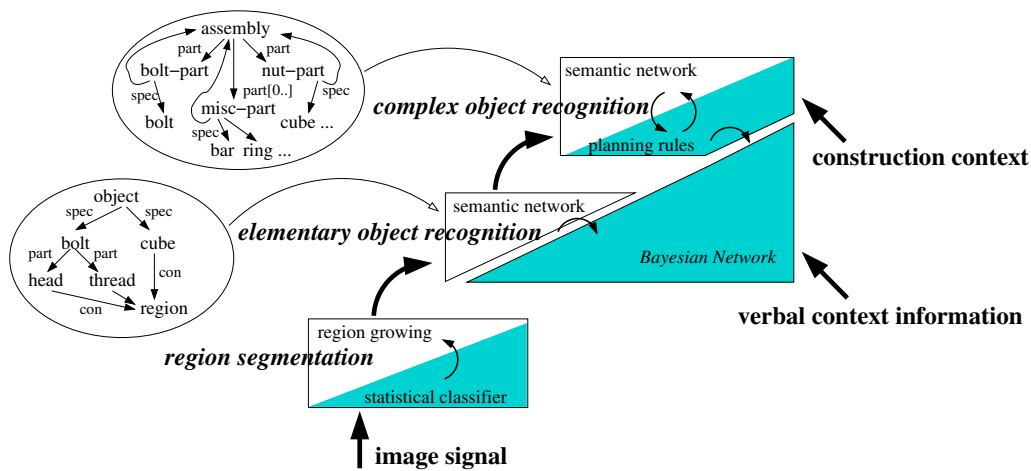 assembly
part
part
bolt−part
nut−part
spec
part[0..]
spec
misc−part
bolt
spec
cube ...
bar ring ...
semantic network
complex object recognition
planning rules
construction context
object
spec
spec
bolt
cube
part
part
con
head
thread
con
region
semantic network
elementary object recognition
Bayesian Network
verbal context information
region growing
region segmentation
statistical classifier
image signal